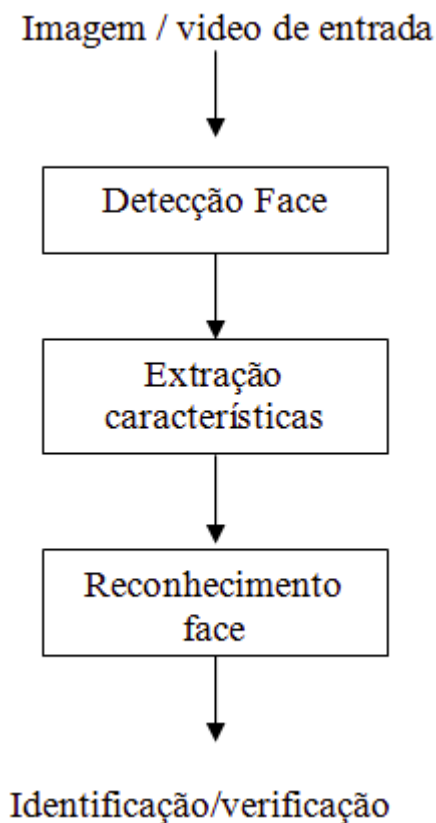 Imagem / video de entrada
Detecção Face
Extração
características
Reconhecimento
face
Identificação/verificação